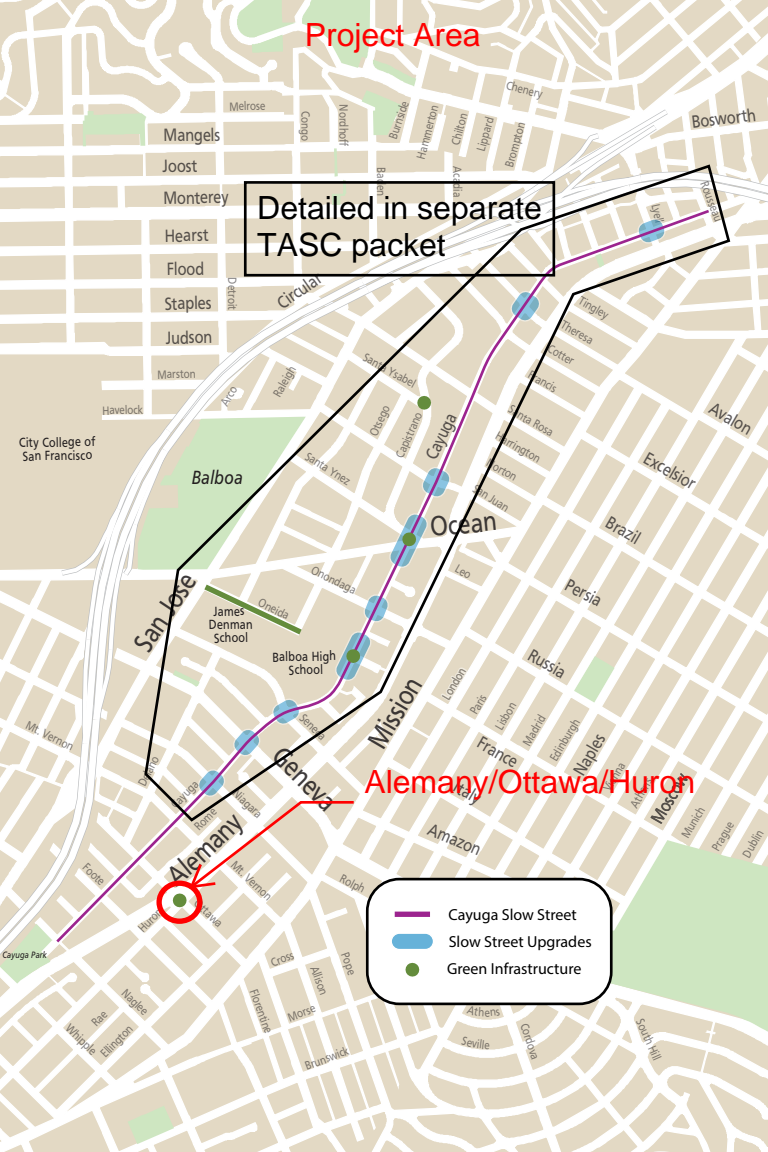 Project Area
Chenery
Melrose
Congo
Nordhoff
Burnside
Hammerton
Chilton
Lippard
Brompton
Bosworth
Mangels
Joost
Baden
Acadia
Monterey
Rousseau
Lyell
Detailed in separate
TASC packet
Hearst
Flood
Detroit
Circular
Staples
Tingley
Theresa
Judson
Cotter
Marston
Santa Ysabel
Francis
Arco
Raleigh
Havelock
Otsego
Capistrano
Cayuga
Santa Rosa
Avalon
City College of
San Francisco
Harrington
Norton
Excelsior
Balboa
Santa Ynez
San Juan
Ocean
Brazil
Leo
Onondaga
Persia
San Jose
James
Denman
School
Oneida
Balboa High
School
Russia
London
Paris
Lisbon
Madrid
Edinburgh
Naples
Mission
Seneca
Mt. Vernon
France
Geneva
Delano
Cayuga
Niagara
Rome
Alemany/Ottawa/Huron
Italy
Moscow
Munich
Prague
Dublin
Amazon
Alemany
Foote
Mt. Vernon
Rolph
Huron
Ottawa
Cayuga Slow Street
Slow Street Upgrades
Green Infrastructure
Cayuga Park
Cross
Pope
Allison
Naglee
Rae
Whipple
Ellington
Florentine
Morse
Brunswick
Athens
Seville
Cordova
South Hill